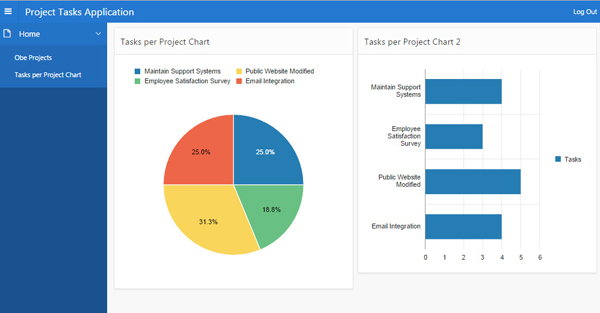 Project Tasks Application
Log Out
Home
Obe Projects
Tasks per Project Chart
Tasks per Project Chart
Maintain Support Systems
Public Website Modified
Employee Satisfaction Survey
Email Integration
25.0%
25.0%
18.8%
31.3%
Tasks per Project Chart 2
Maintain Support
Systems
Employee
Satisfaction
Survey
Public Website
Modified
Email Integration
Tasks
0 1 2 3 4 5 6